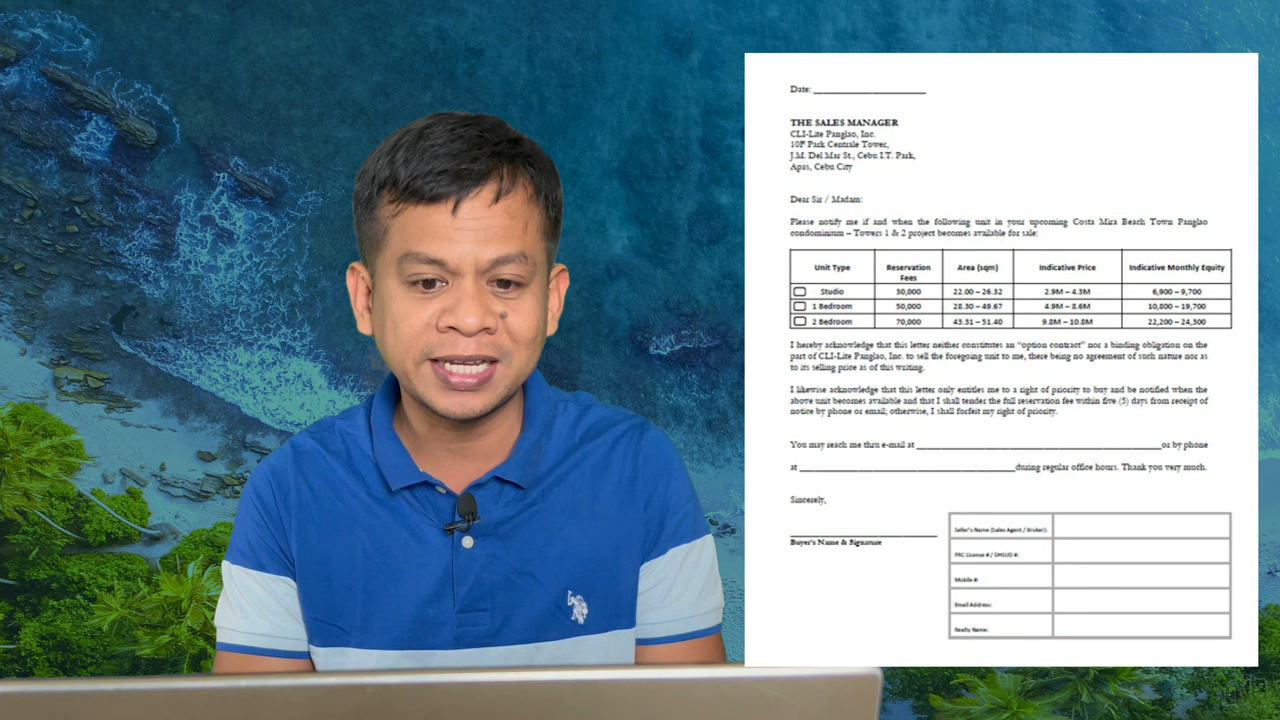 Date: ____________________
THE SALES MANAGER
CLI-Lite Panglao, Inc.
10F Park Centrale Tower,
J.M. Del Mar St., Cebu I.T. Park,
Apas, Cebu City
Dear Sir / Madam:
Please notify me if and when the following unit in your upcoming Costa Mira Beach Town Panglao
condominium – Towers 1 & 2 project becomes available for sale:
Unit Type Reservation Fees Area (sqm) Indicative Price Indicative Monthly Equity
Studio 30,000 22.00 – 26.32 2.9M – 4.3M 6,900 – 9,700
1 Bedroom 50,000 28.30 – 49.67 4.9M – 8.6M 10,800 – 19,700
2 Bedroom 70,000 43.31 – 51.40 9.8M – 10.8M 22,200 – 24,300
I hereby acknowledge that this letter neither constitutes an “option contract” nor a binding obligation on the
part of CLI-Lite Panglao, Inc. to sell the foregoing unit to me, there being no agreement of such nature nor as
to its selling price as of this writing.
I likewise acknowledge that this letter only entitles me to a right of priority to buy and be notified when the
above unit becomes available and that I shall tender the full reservation fee within five (5) days from receipt of
notice by phone or email; otherwise, I shall forfeit my right of priority.
You may reach me thru e-mail at ____________________ or by phone
at ____________________ during regular office hours. Thank you very much.
Sincerely,
Buyer's Name & Signature
Seller's Name (Sales Agent / Broker):
PRC License # / DHSUD #:
Mobile #:
Email Address:
Realty Name: